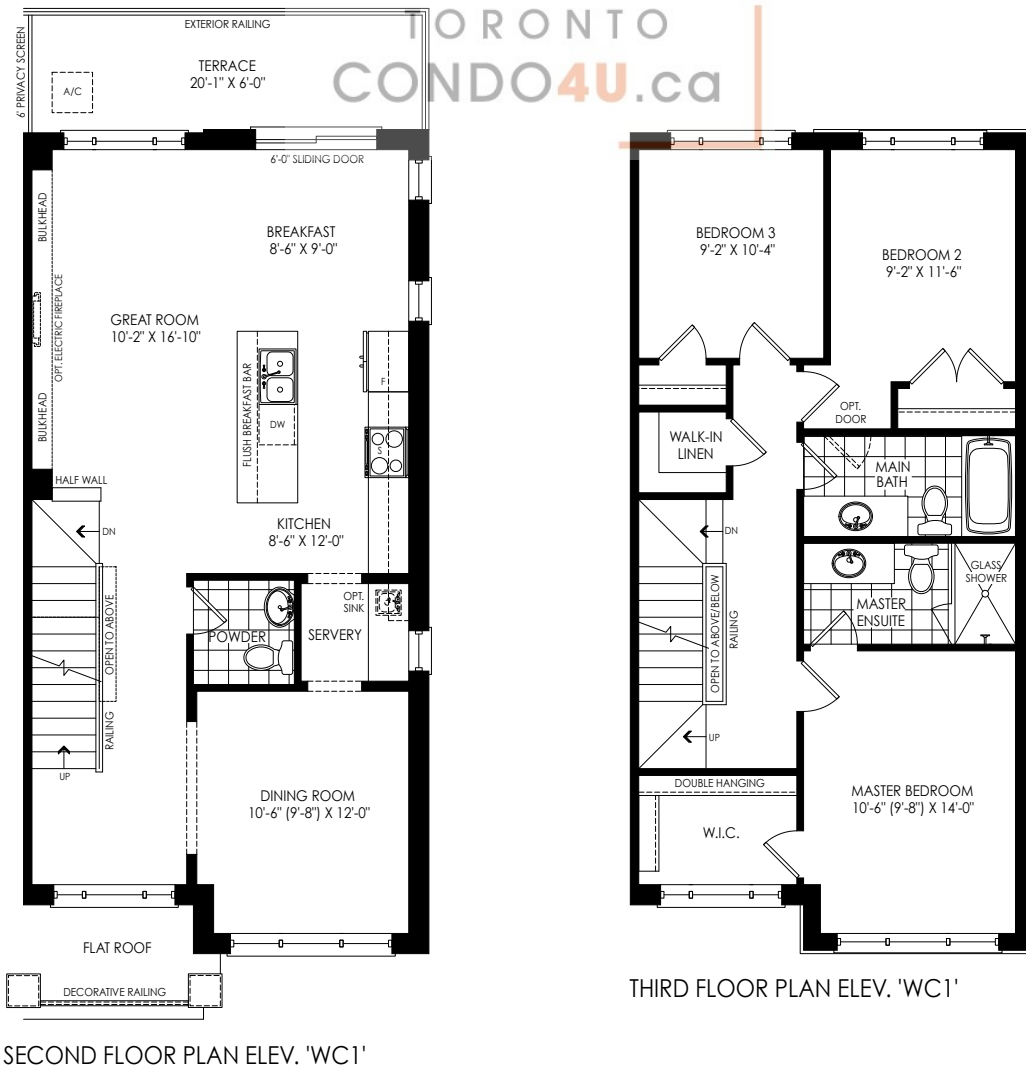 TORONTO
CONDO4U.ca
EXTERIOR RAILING
6' PRIVACY SCREEN
TERRACE
20'-1" X 6'-0"
A/C
6'-0" SLIDING DOOR
BULKHEAD
BREAKFAST
8'-6" X 9'-0"
OPT. ELECTRIC FIREPLACE
GREAT ROOM
10'-2" X 16'-10"
FLUSH BREAKFAST BAR
F
DW
S
BULKHEAD
HALF WALL
DN
KITCHEN
8'-6" X 12'-0"
OPEN TO ABOVE
RAILING
UP
POWDER
OPT.
SINK
SERVERY
DINING ROOM
10'-6" (9'-8") X 12'-0"
FLAT ROOF
DECORATIVE RAILING
SECOND FLOOR PLAN ELEV. 'WC1'
BEDROOM 3
9'-2" X 10'-4"
BEDROOM 2
9'-2" X 11'-6"
OPT.
DOOR
WALK-IN
LINEN
MAIN
BATH
DN
OPEN TO ABOVE/BELOW
RAILING
GLASS
SHOWER
MASTER
ENSUITE
UP
DOUBLE HANGING
W.I.C.
MASTER BEDROOM
10'-6" (9'-8") X 14'-0"
THIRD FLOOR PLAN ELEV. 'WC1'